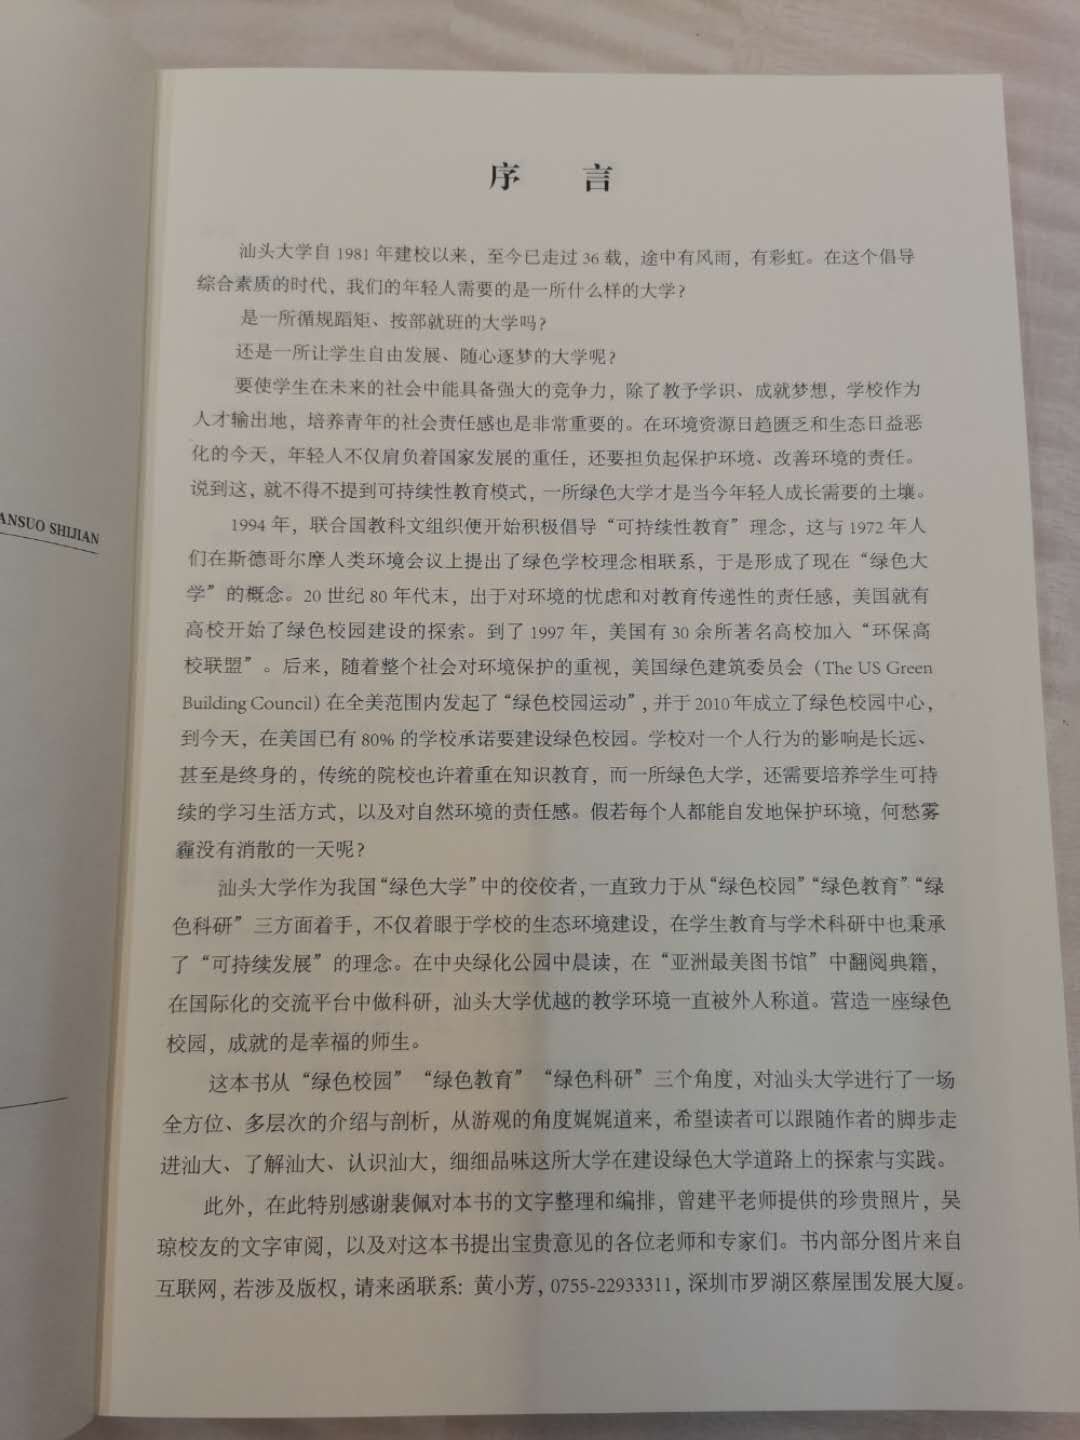 ANSUO SHIJIAN
序 言
汕头大学自 1981 年建校以来，至今已走过 36 载，途中有风雨，有彩虹。在这个倡导
综合素质的时代，我们的年轻人需要的是一所什么样的大学？
是一所循规蹈矩、按部就班的大学吗？
还是一所让学生自由发展、随心逐梦的大学呢？
要使学生在未来的社会中能具备强大的竞争力，除了教予学识、成就梦想，学校作为
人才输出地，培养青年的社会责任感也是非常重要的。在环境资源日趋匮乏和生态日益恶
化的今天，年轻人不仅肩负着国家发展的重任，还要担负起保护环境、改善环境的责任。
说到这，就不得不提到可持续性教育模式，一所绿色大学才是当今年轻人成长需要的土壤。
1994 年，联合国教科文组织便开始积极倡导“可持续性教育”理念，这与 1972 年人
们在斯德哥尔摩人类环境会议上提出了绿色学校理念相联系，于是形成了现在“绿色大
学”的概念。20 世纪 80 年代末，出于对环境的忧虑和对教育传递性的责任感，美国就有
高校开始了绿色校园建设的探索。到了 1997 年，美国有 30 余所著名高校加入“环保高
校联盟”。后来，随着整个社会对环境保护的重视，美国绿色建筑委员会（The US Green
Building Council）在全美范围内发起了“绿色校园运动”，并于 2010 年成立了绿色校园中心，
到今天，在美国已有 80% 的学校承诺要建设绿色校园。学校对一个人行为的影响是长远、
甚至是终身的，传统的院校也许着重在知识教育，而一所绿色大学，还需要培养学生可持
续的学习生活方式，以及对自然环境的责任感。假若每个人都能自发地保护环境，何愁雾
霾没有消散的一天呢？
汕头大学作为我国“绿色大学”中的佼佼者，一直致力于从“绿色校园”“绿色教育”“绿
色科研”三方面着手，不仅着眼于学校的生态环境建设，在学生教育与学术科研中也秉承
了“可持续发展”的理念。在中央绿化公园中晨读，在“亚洲最美图书馆”中翻阅典籍，
在国际化的交流平台中做科研，汕头大学优越的教学环境一直被外人称道。营造一座绿色
校园，成就的是幸福的师生。
这本书从“绿色校园”“绿色教育”“绿色科研”三个角度，对汕头大学进行了一场
全方位、多层次的介绍与剖析，从游观的角度娓娓道来，希望读者可以跟随作者的脚步走
进汕大、了解汕大、认识汕大，细细品味这所大学在建设绿色大学道路上的探索与实践。
此外，在此特别感谢裴佩对本书的文字整理和编排，曾建平老师提供的珍贵照片，吴
琼校友的文字审阅，以及对这本书提出宝贵意见的各位老师和专家们。书内部分图片来自
互联网，若涉及版权，请来函联系：黄小芳，0755-22933311，深圳市罗湖区蔡屋围发展大厦。